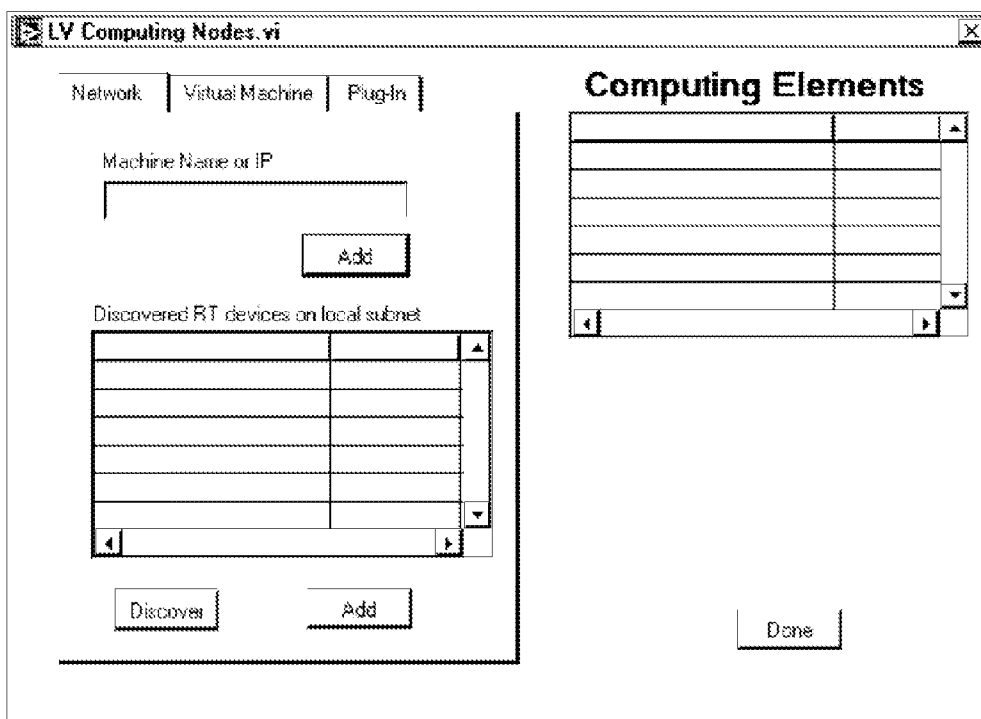 LV Computing Nodes.vi
Network Virtual Machine Plug-In
Machine Name or IP
Add
Discovered RT devices on local subnet
Discover Add
Computing Elements
Done